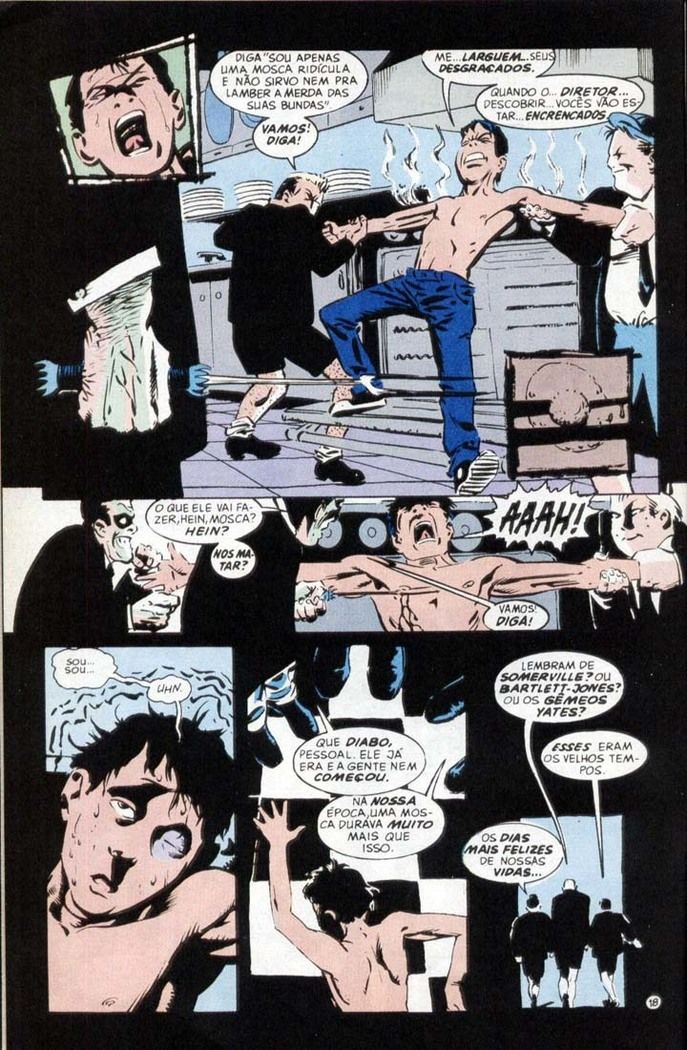 DIGA "SOU APENAS
UMA MOSCA RIDÍCULA
E NÃO SIRVO NEM PRA
LAMBER A MERDA DAS
SUAS BUNDAS"
VAMOS!
DIGA!
ME...LARGUEM...SEUS
DESGRAÇADOS.
QUANDO O... DIRETOR...
DESCOBRIR...VOCÊS VÃO ES-
TAR...ENCRENCADOS.
O QUE ELE VAI FA-
ZER, HEIN, MOSCA?
HEIN?
NOS MA-
TAR?
AAAH!
VAMOS!
DIGA!
SOU...
SOU...
UHN.
QUE DIABO,
PESSOAL. ELE JÁ
ERA E A GENTE NEM
COMEÇOU.
NA NOSSA
ÉPOCA, UMA MOS-
CA DURAVA MUITO
MAIS QUE
ISSO.
LEMBRAM DE
SOMERVILLE? OU
BARTLETT-JONES?
OU OS GÊMEOS
YATES?
ESSES ERAM
OS VELHOS TEM-
POS.
OS DIAS
MAIS FELIZES
DE NOSSAS
VIDAS...
18